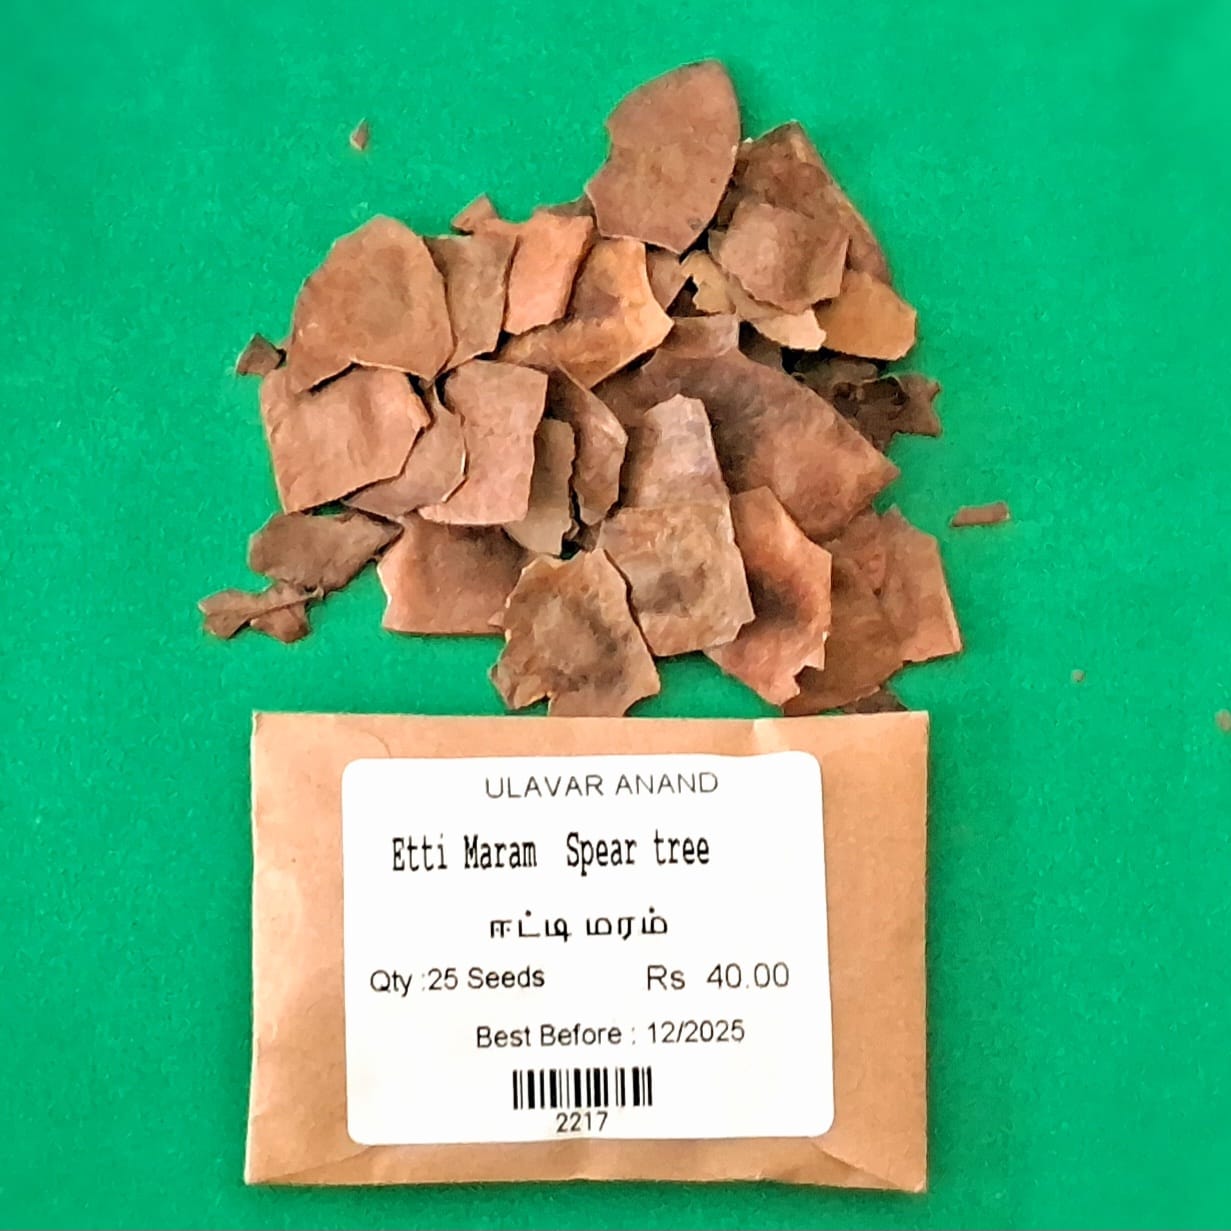 ULAVAR ANAND
Etti Maram Spear tree
ஈட்டி மரம்
Qty :25 Seeds Rs 40.00
Best Before : 12/2025
2217